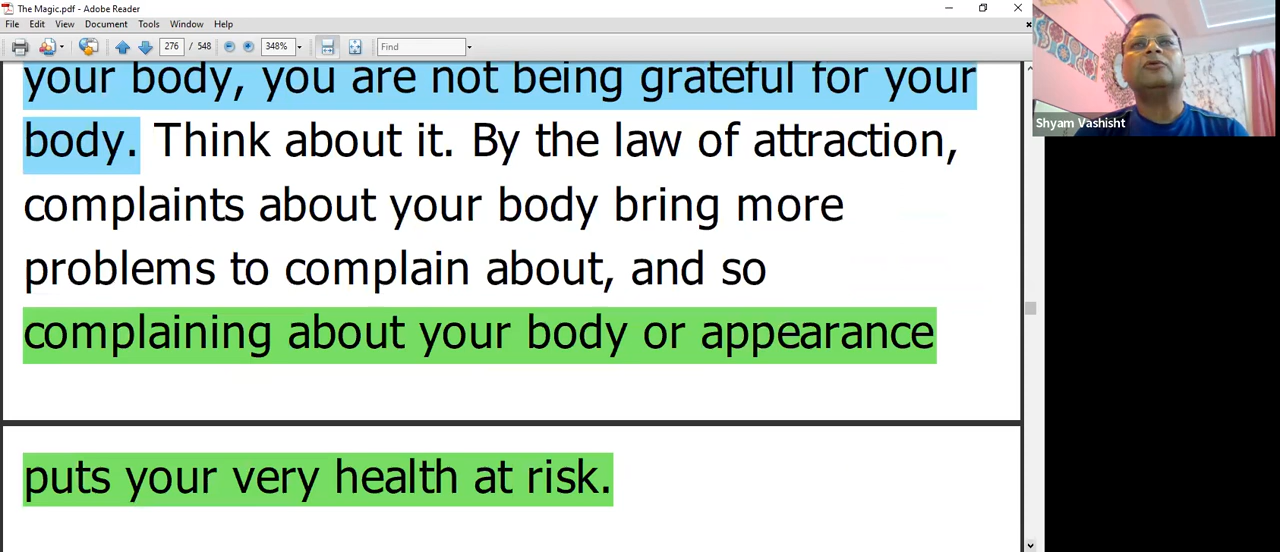 The Magic.pdf - Adobe Reader
File Edit View Document Tools Window Help
276 / 548 348% Find
your body, you are not being grateful for your
body. Think about it. By the law of attraction,
complaints about your body bring more
problems to complain about, and so
complaining about your body or appearance
puts your very health at risk.
Shyam Vashisht